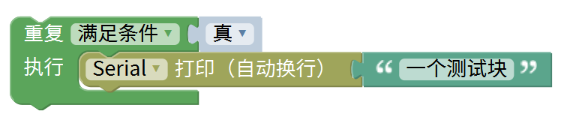 重复 满足条件 真
执行 Serial 打印（自动换行） “ 一个测试块 ”